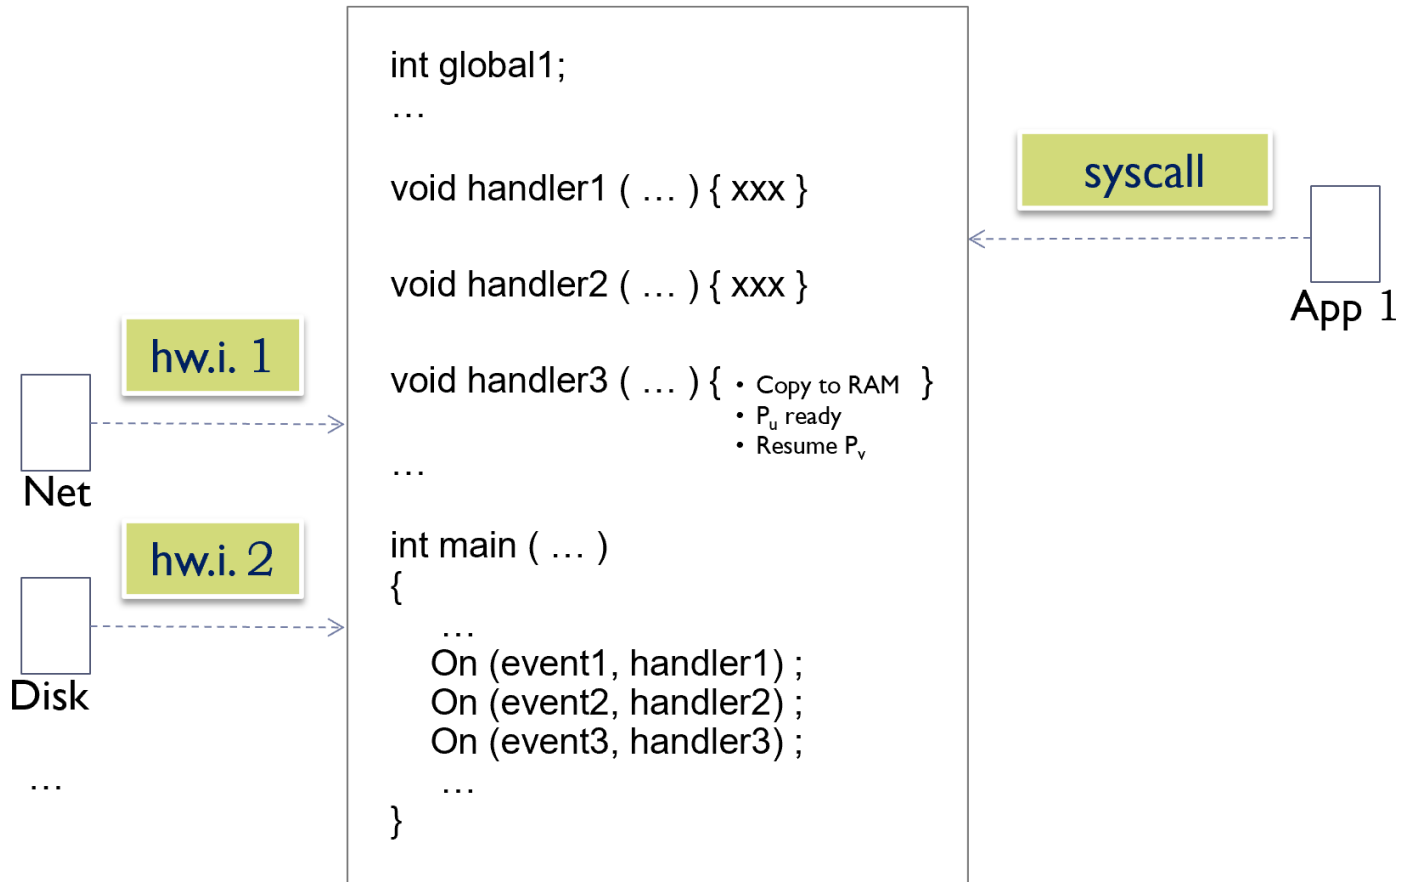 int global1;
…
void handler1 ( … ) { xxx }
void handler2 ( … ) { xxx }
void handler3 ( … ) { • Copy to RAM }
• Pu ready
• Resume Pv
…
int main ( … )
{
…
On (event1, handler1) ;
On (event2, handler2) ;
On (event3, handler3) ;
…
}
hw.i. 1
Net
hw.i. 2
Disk
…
syscall
App 1